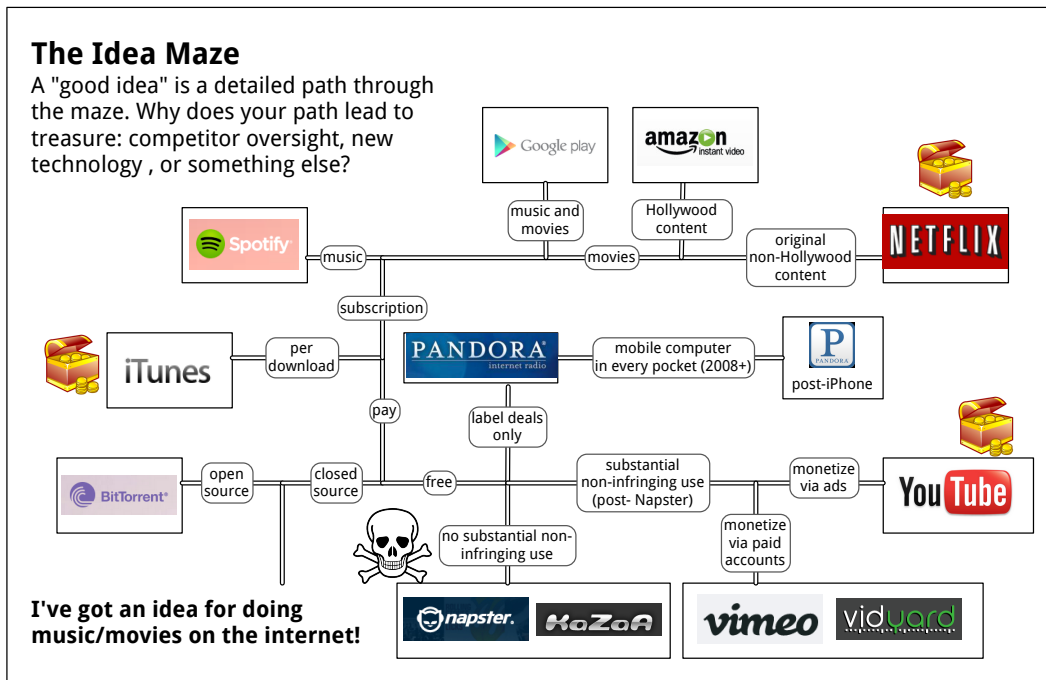 The Idea Maze
A "good idea" is a detailed path through
the maze. Why does your path lead to
treasure: competitor oversight, new
technology , or something else?
Google play
amazon
instant video
music and
movies
Hollywood
content
Spotify
music
movies
original
non-Hollywood
content
NETFLIX
subscription
iTunes
per
download
PANDORA
internet radio
mobile computer
in every pocket (2008+)
P
PANDORA
post-iPhone
pay
label deals
only
BitTorrent
open
source
closed
source
free
substantial
non-infringing use
(post- Napster)
monetize
via ads
YouTube
no substantial non-
infringing use
monetize
via paid
accounts
I've got an idea for doing
music/movies on the internet!
napster.
KaZaA
vimeo
vidyard